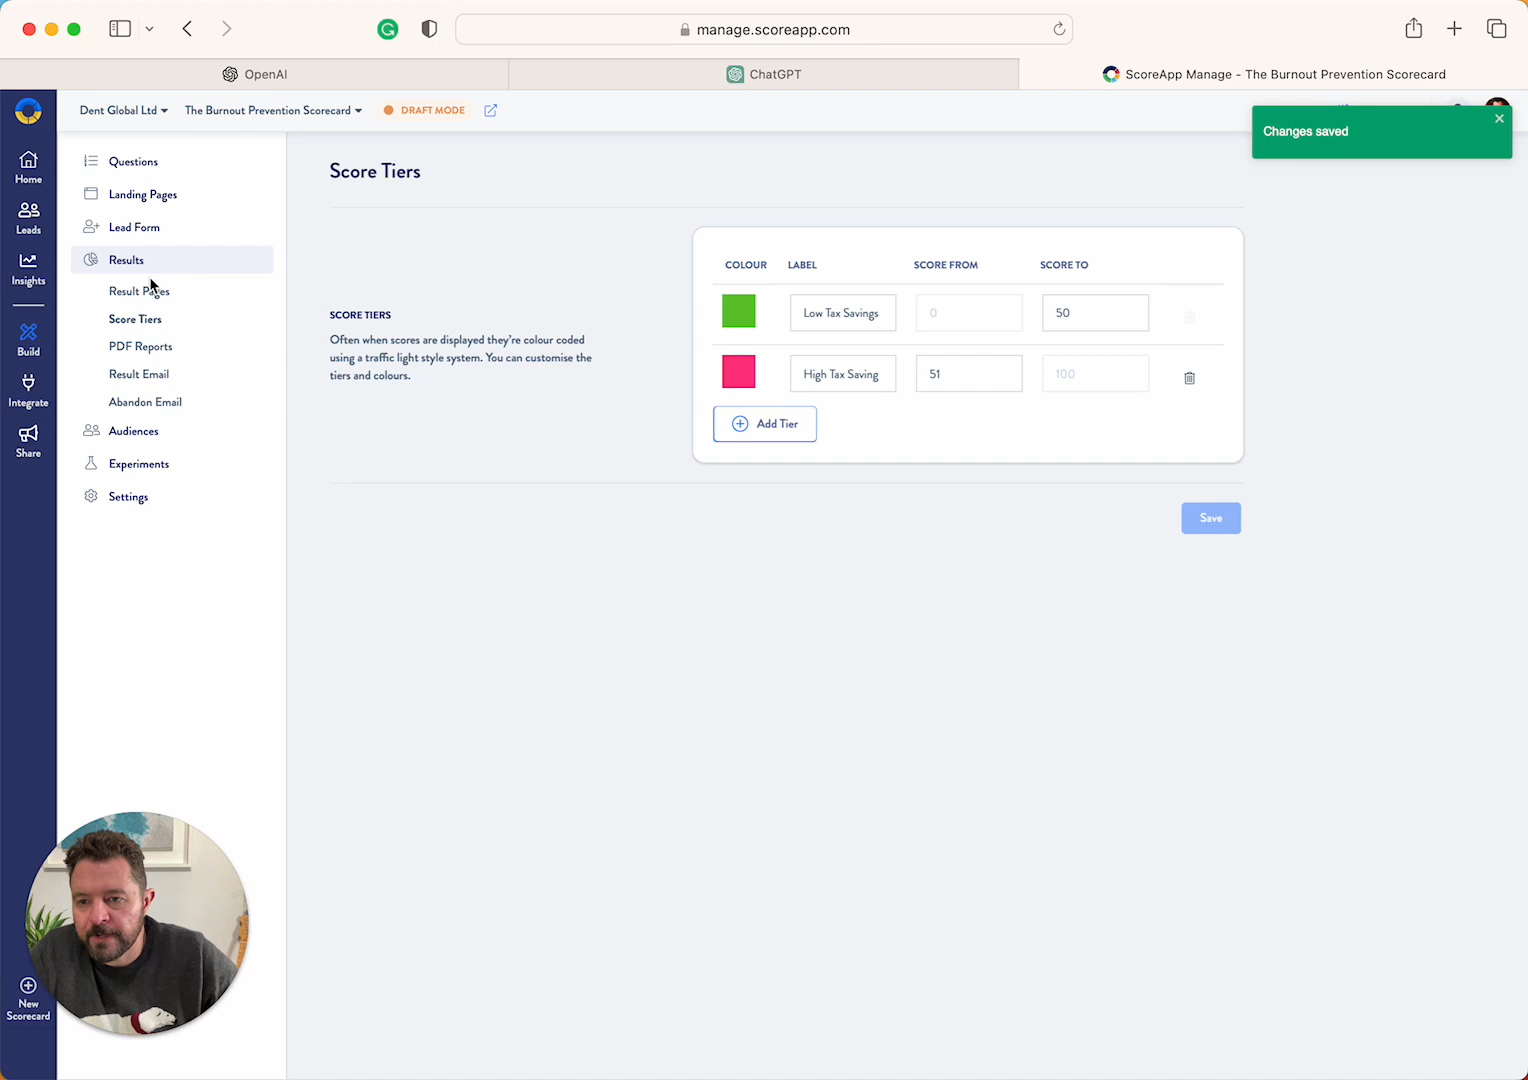 manage.scoreapp.com
OpenAI
ChatGPT
ScoreApp Manage - The Burnout Prevention Scorecard
Dent Global Ltd
The Burnout Prevention Scorecard
DRAFT MODE
Changes saved
Home
Leads
Insights
Build
Integrate
Share
New
Scorecard
Questions
Landing Pages
Lead Form
Results
Result Pages
Score Tiers
PDF Reports
Result Email
Abandon Email
Audiences
Experiments
Settings
Score Tiers
SCORE TIERS
Often when scores are displayed they're colour coded
using a traffic light style system. You can customise the
tiers and colours.
COLOUR LABEL SCORE FROM SCORE TO
Low Tax Savings 0 50
High Tax Saving 51 100
Add Tier
Save